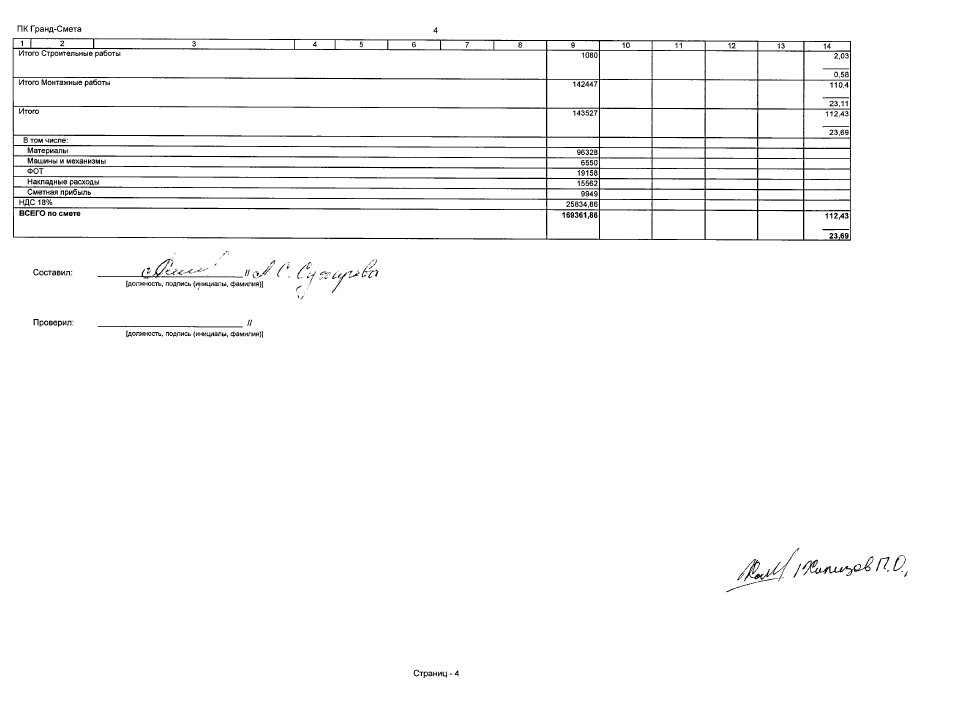 ПК Гранд-Смета
4
1 2 3 4 5 6 7 8 9 10 11 12 13 14
Итого Строительные работы 1080 2,03
0,58
Итого Монтажные работы 142447 110,4
23,11
Итого 143527 112,43
23,69
В том числе:
Материалы 96328
Машины и механизмы 6550
ФОТ 19158
Накладные расходы 15562
Сметная прибыль 9949
НДС 18% 25834,86
ВСЕГО по смете 169361,86 112,43
23,69
Составил: //
[должность, подпись (инициалы, фамилия)]
Проверил: //
[должность, подпись (инициалы, фамилия)]
П.О.
Страниц - 4